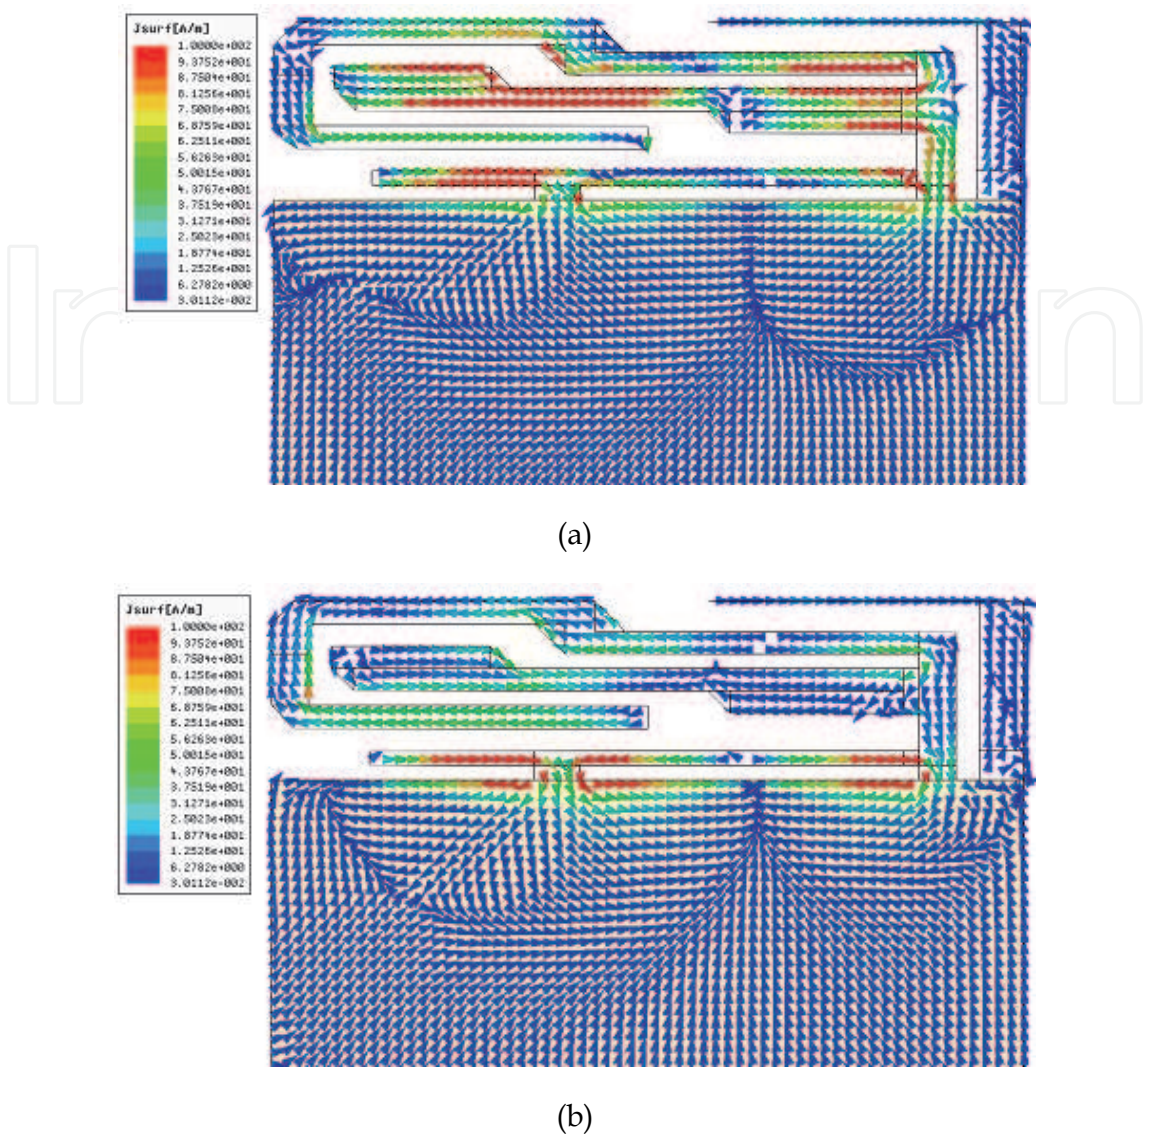 Jsurf[A/m]
1.0000e+002
9.3752e+001
8.7504e+001
8.1256e+001
7.5008e+001
6.8759e+001
6.2511e+001
5.6263e+001
5.0015e+001
4.3767e+001
3.7519e+001
3.1271e+001
2.5023e+001
1.8774e+001
1.2526e+001
6.2782e+000
3.0112e-002
(a)
Jsurf[A/m]
1.0000e+002
9.3752e+001
8.7504e+001
8.1256e+001
7.5008e+001
6.8759e+001
6.2511e+001
5.6263e+001
5.0015e+001
4.3767e+001
3.7519e+001
3.1271e+001
2.5023e+001
1.8774e+001
1.2526e+001
6.2782e+000
3.0112e-002
(b)